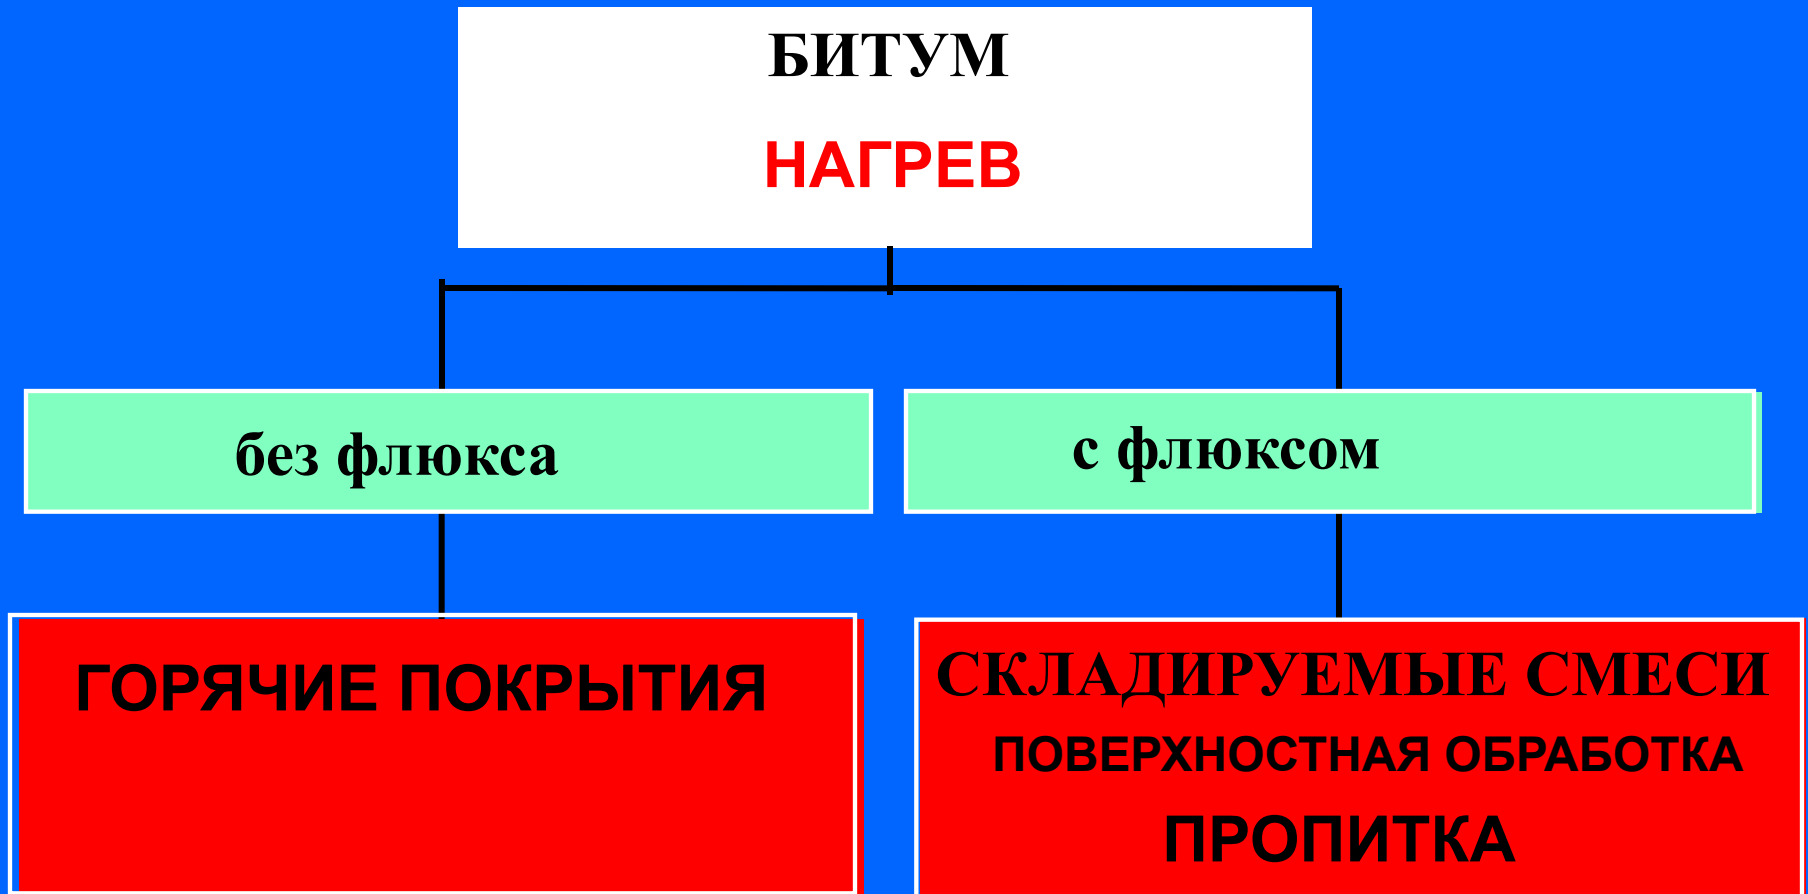 БИТУМ
НАГРЕВ
без флюкса
с флюксом
ГОРЯЧИЕ ПОКРЫТИЯ
СКЛАДИРУЕМЫЕ СМЕСИ
ПОВЕРХНОСТНАЯ ОБРАБОТКА
ПРОПИТКА